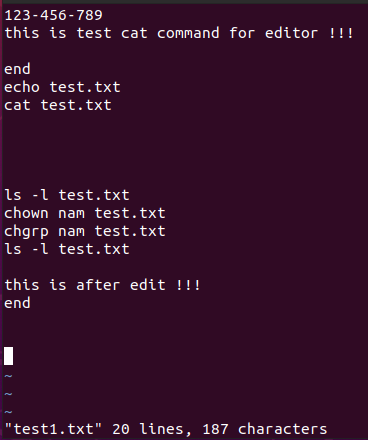 123-456-789
this is test cat command for editor !!!
end
echo test.txt
cat test.txt
ls -l test.txt
chown nam test.txt
chgrp nam test.txt
ls -l test.txt
this is after edit !!!
end
~
~
~
"test1.txt" 20 lines, 187 characters